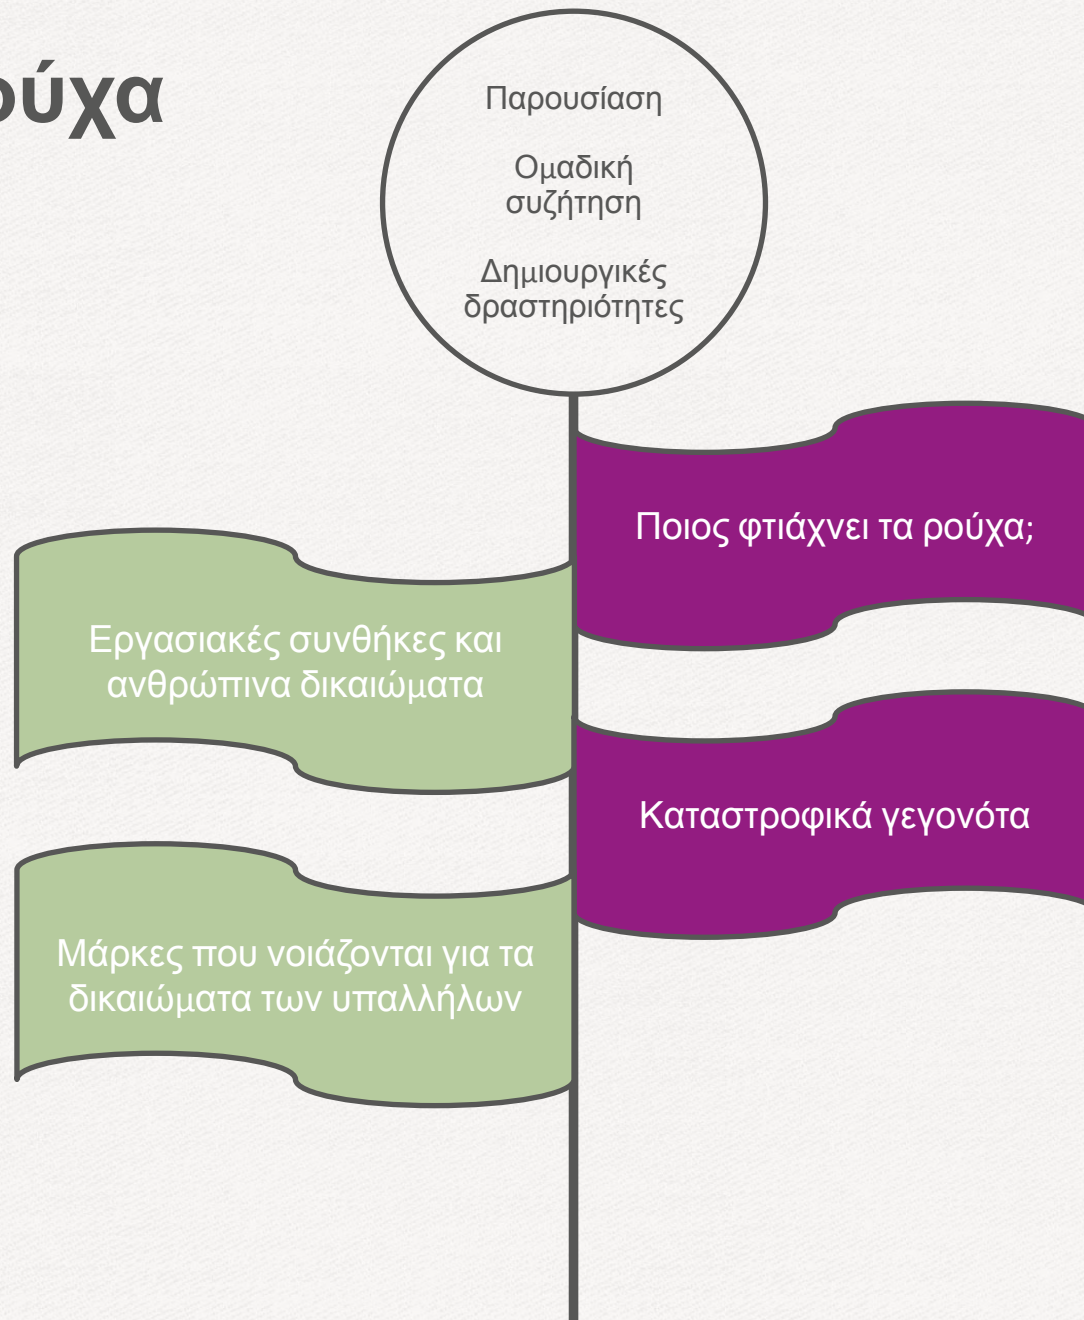 ούχα
Παρουσίαση
Ομαδική
συζήτηση
Δημιουργικές
δραστηριότητες
Ποιος φτιάχνει τα ρούχα;
Εργασιακές συνθήκες και
ανθρώπινα δικαιώματα
Καταστροφικά γεγονότα
Μάρκες που νοιάζονται για τα
δικαιώματα των υπαλλήλων